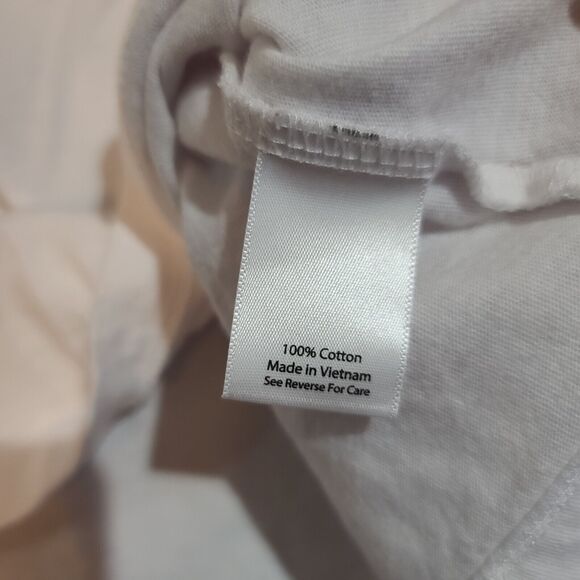 100% Cotton
Made in Vietnam
See Reverse For Care